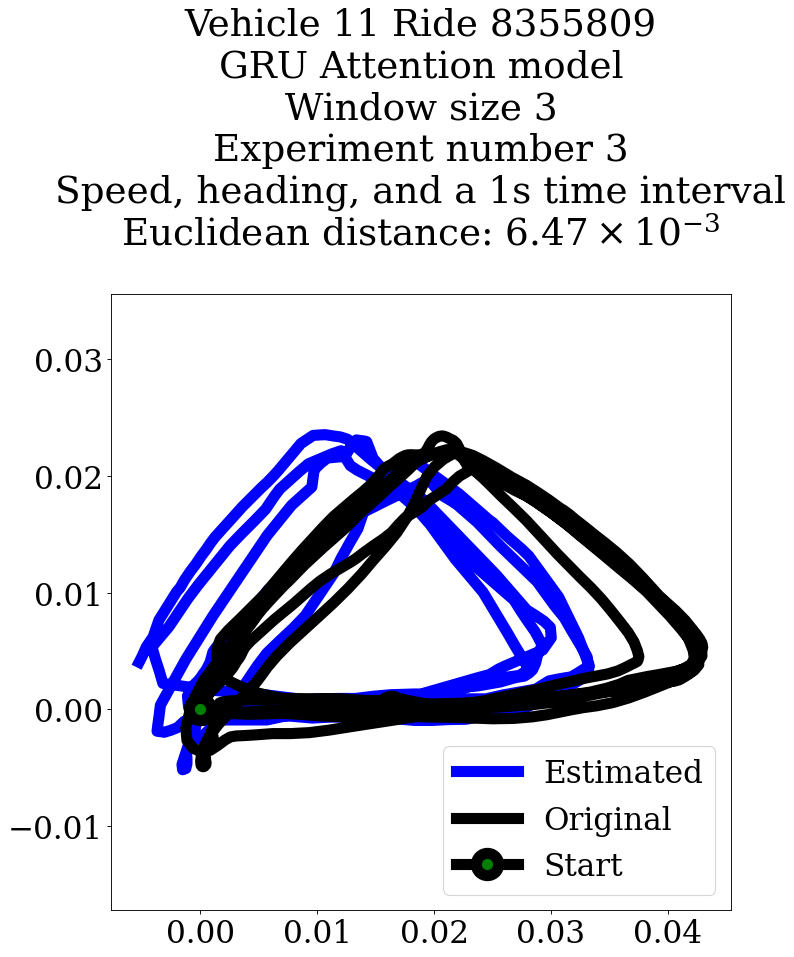 Vehicle 11 Ride 8355809
GRU Attention model
Window size 3
Experiment number 3
Speed, heading, and a 1s time interval
Euclidean distance: 6.47 × 10⁻³
0.03
0.02
0.01
0.00
−0.01
Estimated
Original
Start
0.00 0.01 0.02 0.03 0.04